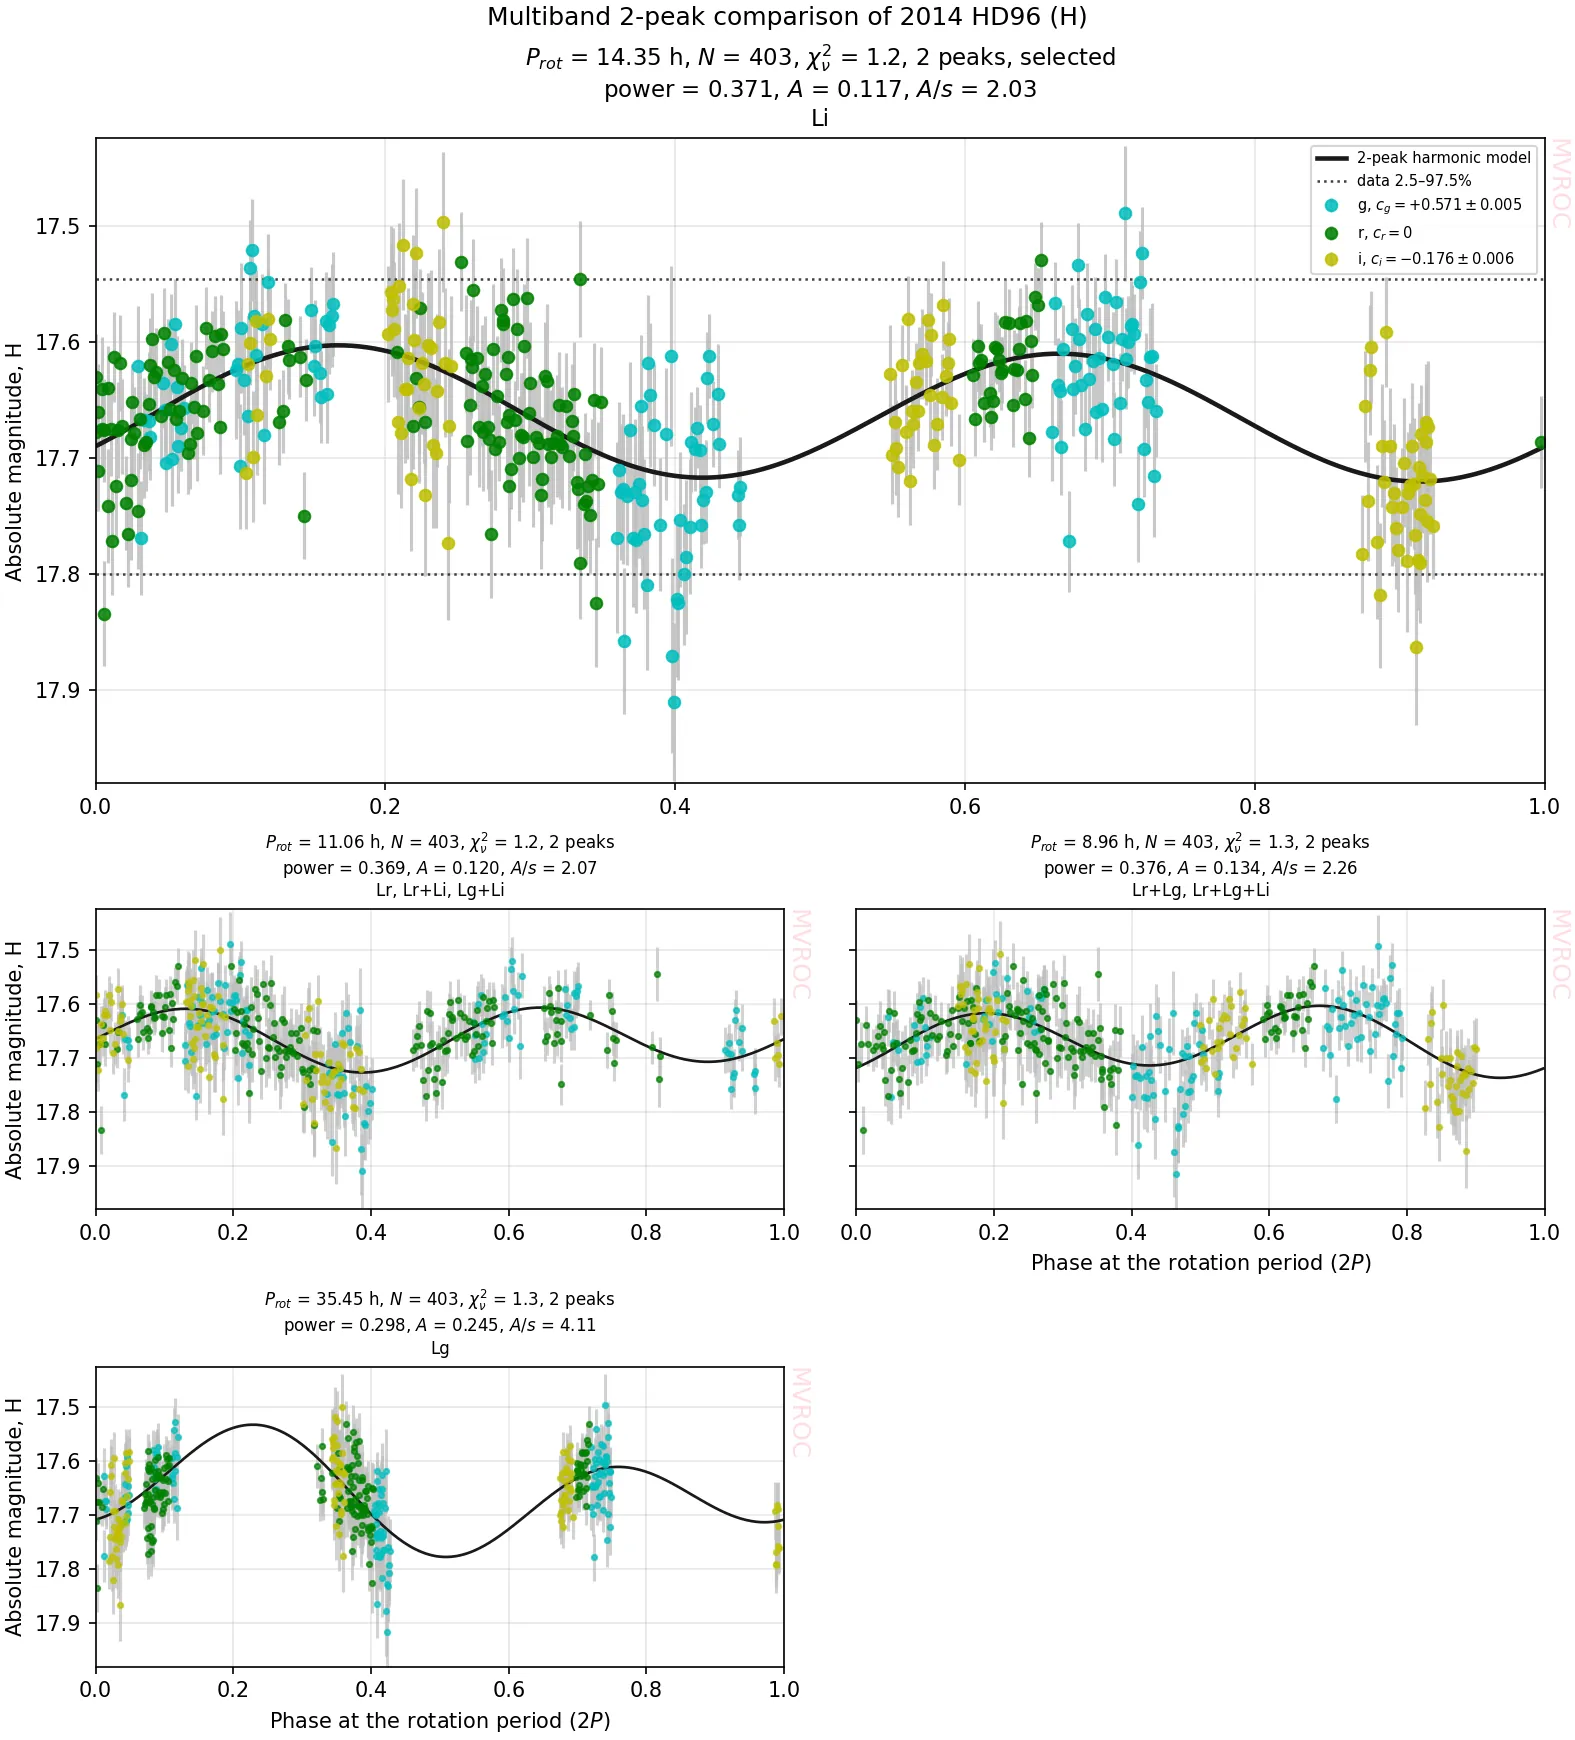 Multiband 2-peak comparison of 2014 HD96 (H)
P_rot = 14.35 h, N = 403, χ²_ν = 1.2, 2 peaks, selected
power = 0.371, A = 0.117, A/s = 2.03
Li
MVROC
2-peak harmonic model
data 2.5–97.5%
g, c_g = +0.571 ± 0.005
r, c_r = 0
i, c_i = −0.176 ± 0.006
Absolute magnitude, H
17.5
17.6
17.7
17.8
17.9
0.0 0.2 0.4 0.6 0.8 1.0
P_rot = 11.06 h, N = 403, χ²_ν = 1.2, 2 peaks
power = 0.369, A = 0.120, A/s = 2.07
Lr, Lr+Li, Lg+Li
MVROC
Absolute magnitude, H
17.5
17.6
17.7
17.8
17.9
0.0 0.2 0.4 0.6 0.8 1.0
P_rot = 8.96 h, N = 403, χ²_ν = 1.3, 2 peaks
power = 0.376, A = 0.134, A/s = 2.26
Lr+Lg, Lr+Lg+Li
MVROC
0.0 0.2 0.4 0.6 0.8 1.0
Phase at the rotation period (2P)
P_rot = 35.45 h, N = 403, χ²_ν = 1.3, 2 peaks
power = 0.298, A = 0.245, A/s = 4.11
Lg
MVROC
Absolute magnitude, H
17.5
17.6
17.7
17.8
17.9
0.0 0.2 0.4 0.6 0.8 1.0
Phase at the rotation period (2P)